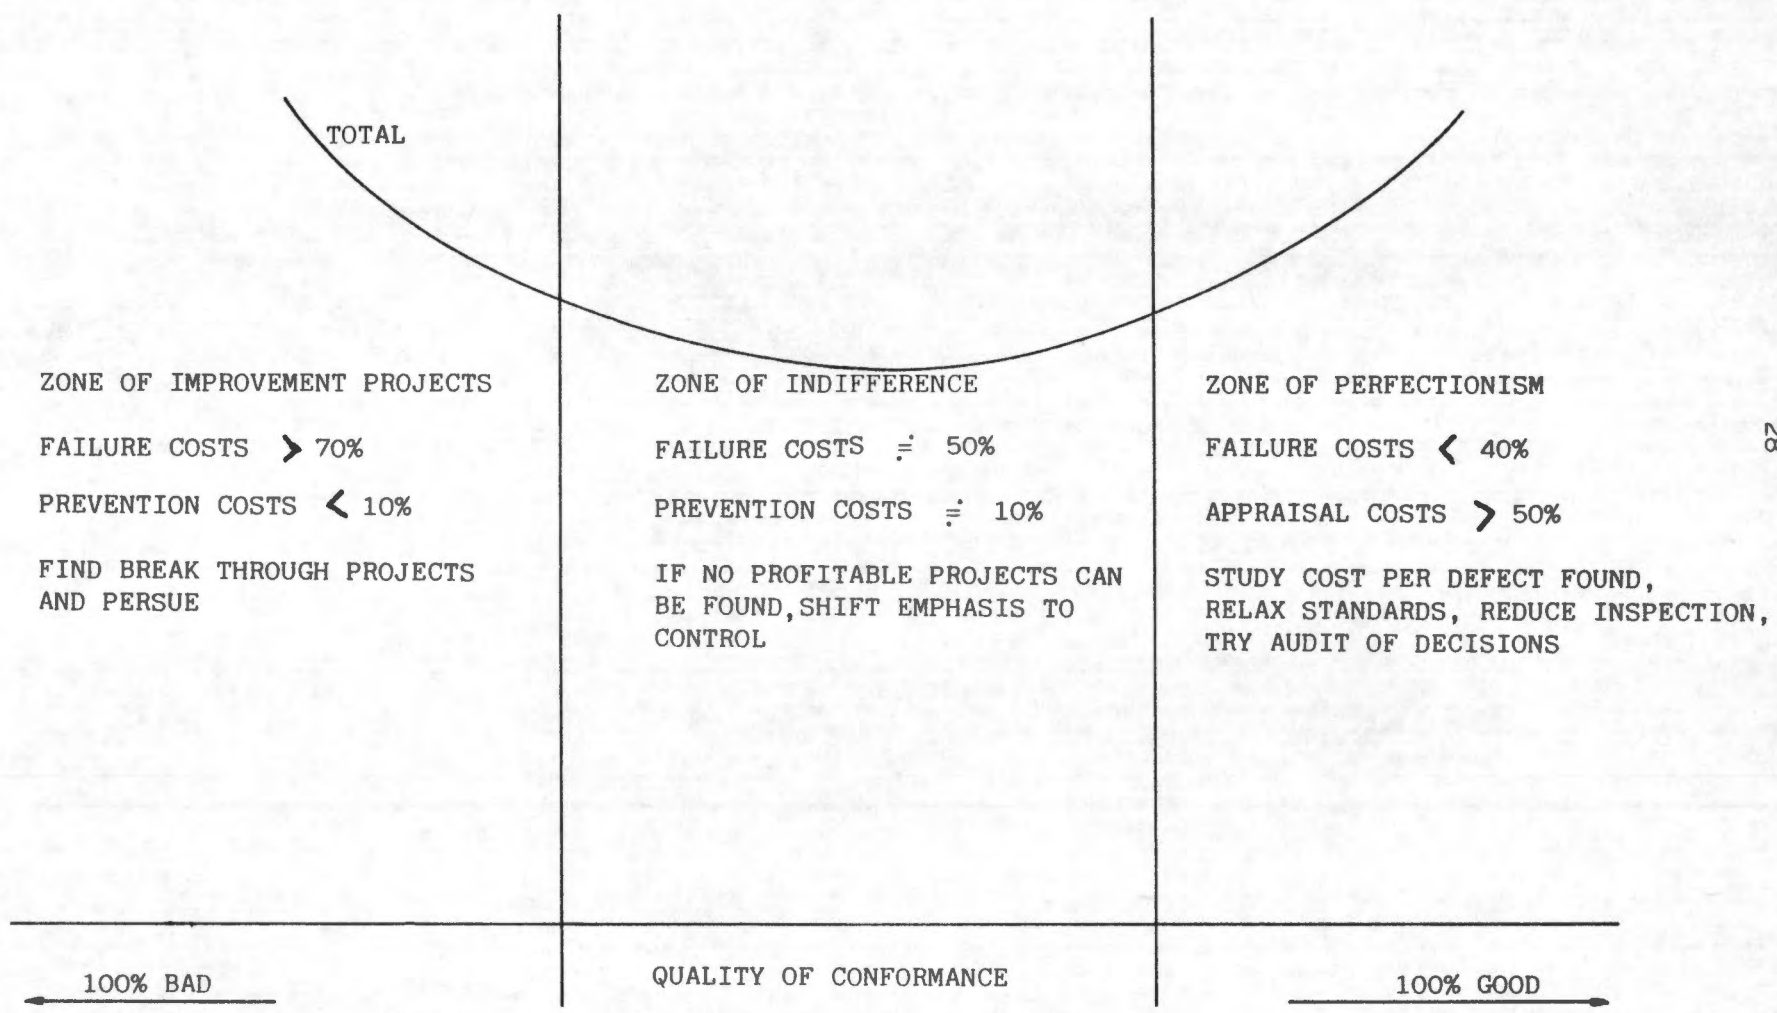 TOTAL
ZONE OF IMPROVEMENT PROJECTS
FAILURE COSTS > 70%
PREVENTION COSTS < 10%
FIND BREAK THROUGH PROJECTS
AND PERSUE
ZONE OF INDIFFERENCE
FAILURE COSTS ≓ 50%
PREVENTION COSTS ≓ 10%
IF NO PROFITABLE PROJECTS CAN
BE FOUND, SHIFT EMPHASIS TO
CONTROL
ZONE OF PERFECTIONISM
FAILURE COSTS < 40%
APPRAISAL COSTS > 50%
STUDY COST PER DEFECT FOUND,
RELAX STANDARDS, REDUCE INSPECTION,
TRY AUDIT OF DECISIONS
28
100% BAD
QUALITY OF CONFORMANCE
100% GOOD